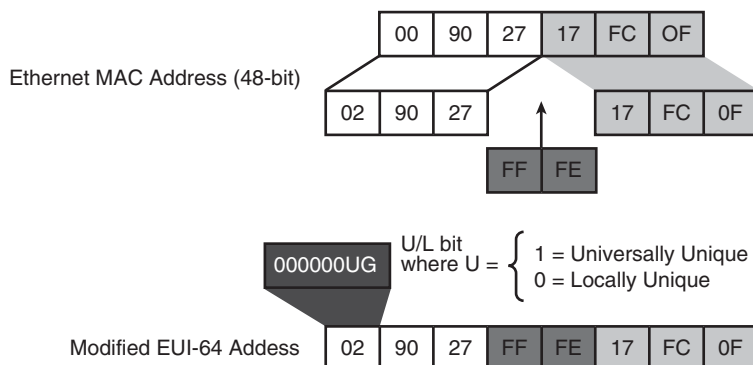 00 90 27 17 FC OF
Ethernet MAC Address (48-bit)
02 90 27 17 FC 0F
FF FE
000000UG
U/L bit
where U =
1 = Universally Unique
0 = Locally Unique
Modified EUI-64 Addess
02 90 27 FF FE 17 FC 0F